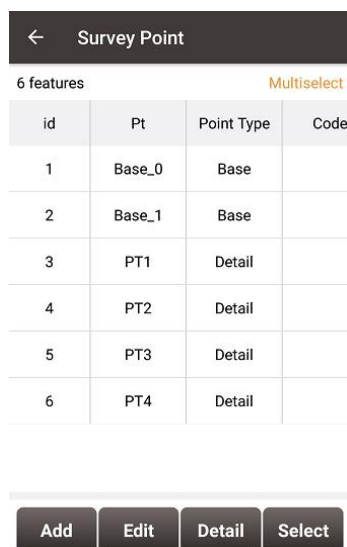 ← Survey Point
6 features Multiselect
id Pt Point Type Code
1 Base_0 Base
2 Base_1 Base
3 PT1 Detail
4 PT2 Detail
5 PT3 Detail
6 PT4 Detail
Add Edit Detail Select